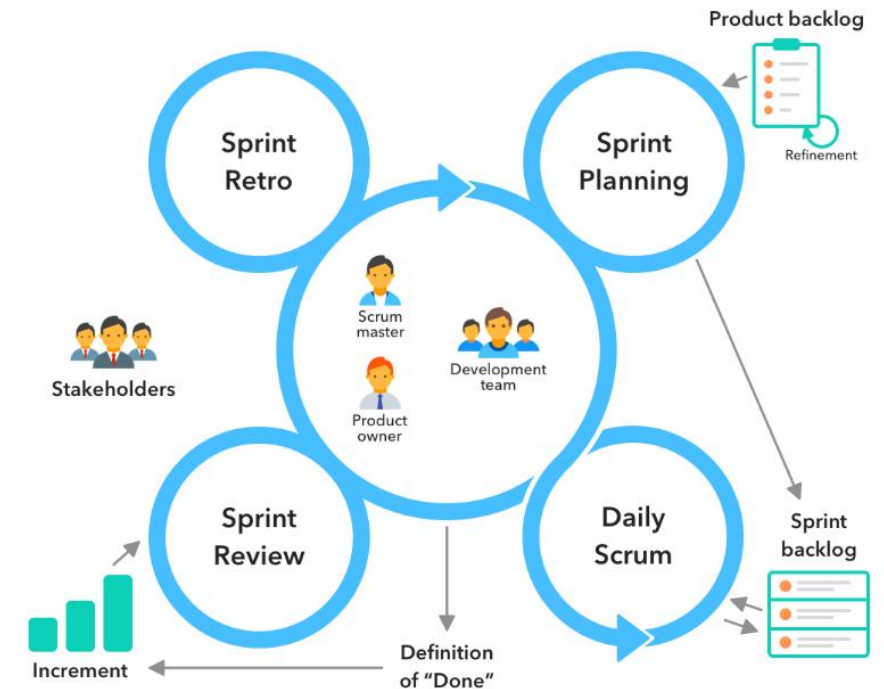 Product backlog
Refinement
Sprint
Retro
Sprint
Planning
Scrum
master
Development
team
Product
owner
Stakeholders
Sprint
Review
Daily
Scrum
Sprint
backlog
Increment
Definition
of “Done”